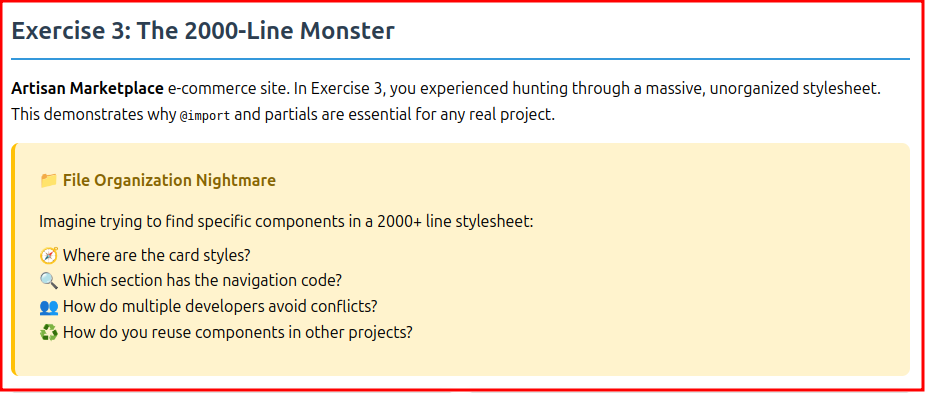 Exercise 3: The 2000-Line Monster
Artisan Marketplace e-commerce site. In Exercise 3, you experienced hunting through a massive, unorganized stylesheet.
This demonstrates why @import and partials are essential for any real project.
📁 File Organization Nightmare
Imagine trying to find specific components in a 2000+ line stylesheet:
🧭 Where are the card styles?
🔍 Which section has the navigation code?
👥 How do multiple developers avoid conflicts?
♻️ How do you reuse components in other projects?